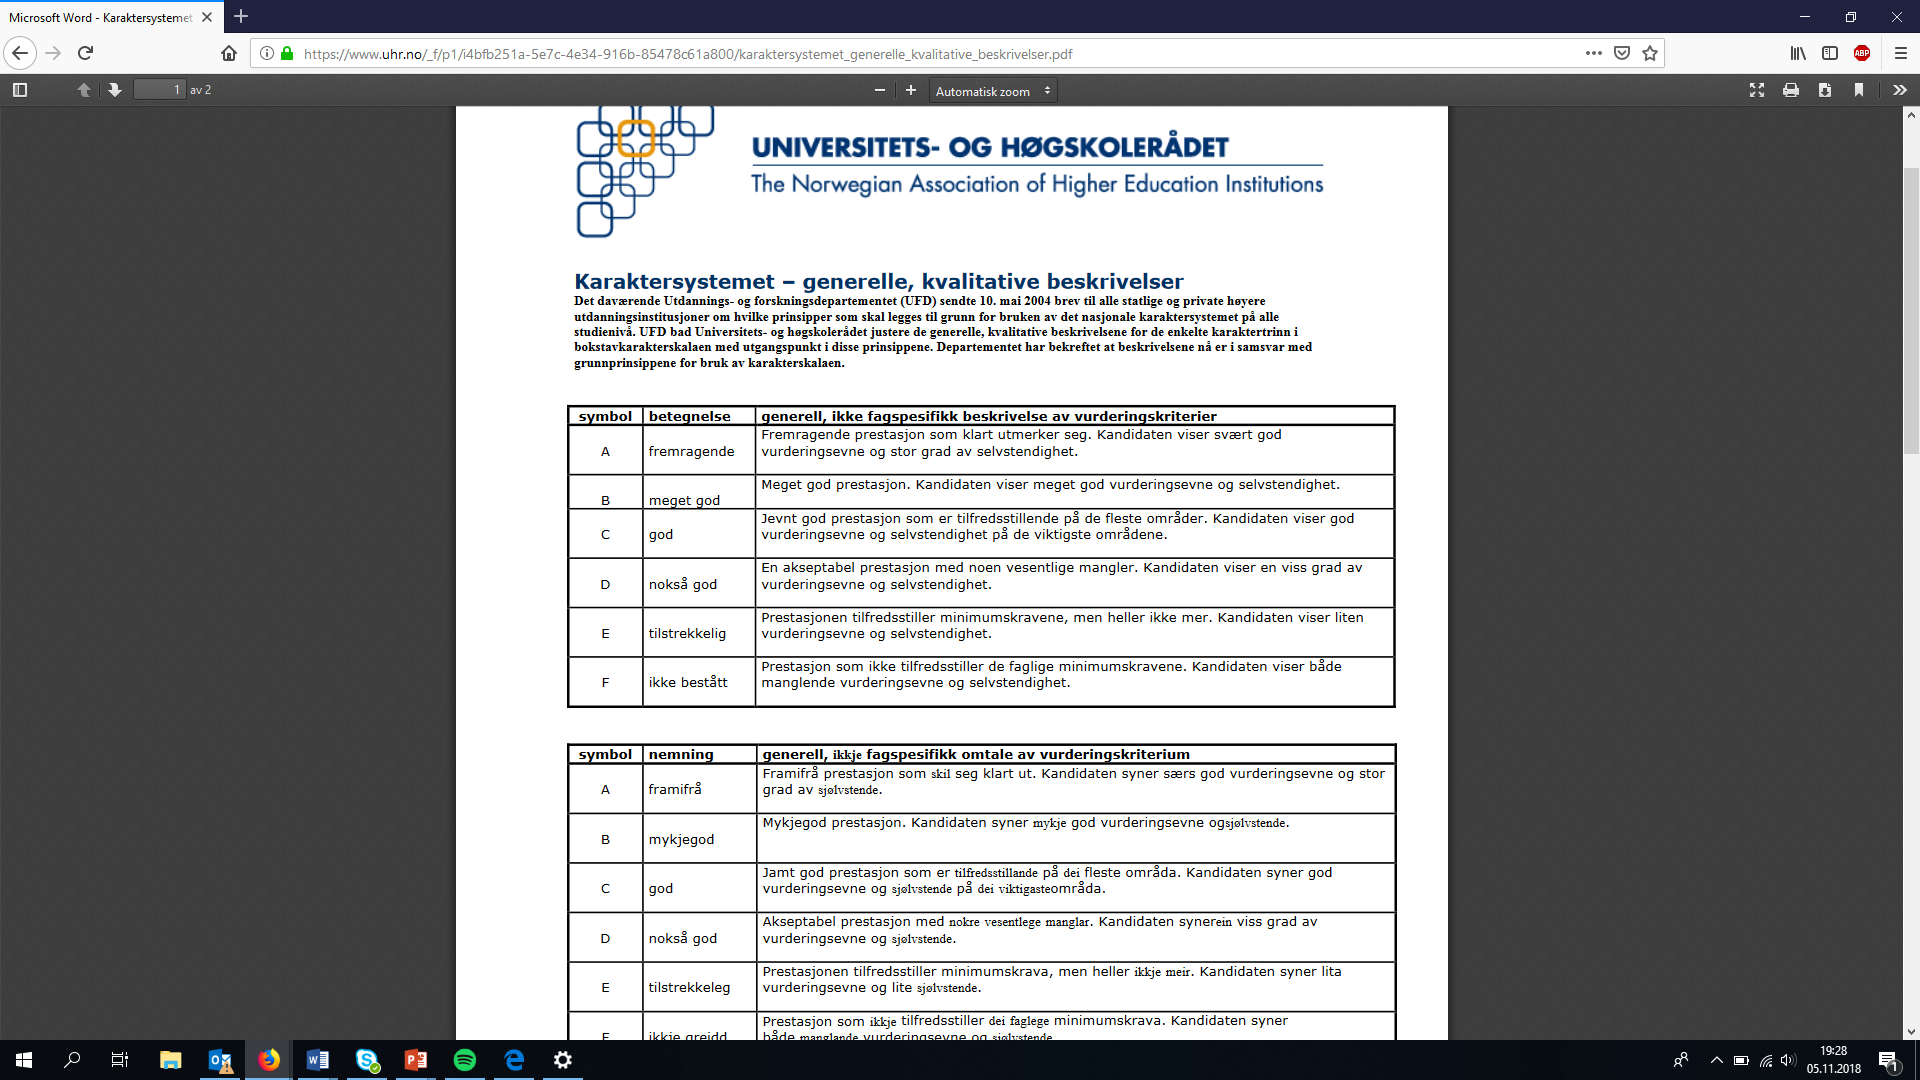 Microsoft Word - Karaktersystemet
https://www.uhr.no/_f/p1/i4bfb251a-5e7c-4e34-916b-85478c61a800/karaktersystemet_generelle_kvalitative_beskrivelser.pdf
ABP
1 av 2
Automatisk zoom
UNIVERSITETS- OG HØGSKOLERÅDET
The Norwegian Association of Higher Education Institutions
Karaktersystemet – generelle, kvalitative beskrivelser
Det daværende Utdannings- og forskningsdepartementet (UFD) sendte 10. mai 2004 brev til alle statlige og private høyere
utdanningsinstitusjoner om hvilke prinsipper som skal legges til grunn for bruken av det nasjonale karaktersystemet på alle
studienivå. UFD bad Universitets- og høgskolerådet justere de generelle, kvalitative beskrivelsene for de enkelte karaktertrinn i
bokstavkarakterskalaen med utgangspunkt i disse prinsippene. Departementet har bekreftet at beskrivelsene nå er i samsvar med
grunnprinsippene for bruk av karakterskalaen.
symbol betegnelse generell, ikke fagspesifikk beskrivelse av vurderingskriterier
Fremragende prestasjon som klart utmerker seg. Kandidaten viser svært god
A fremragende vurderingsevne og stor grad av selvstendighet.
Meget god prestasjon. Kandidaten viser meget god vurderingsevne og selvstendighet.
B meget god
Jevnt god prestasjon som er tilfredsstillende på de fleste områder. Kandidaten viser god
C god vurderingsevne og selvstendighet på de viktigste områdene.
En akseptabel prestasjon med noen vesentlige mangler. Kandidaten viser en viss grad av
D nokså god vurderingsevne og selvstendighet.
Prestasjonen tilfredsstiller minimumskravene, men heller ikke mer. Kandidaten viser liten
E tilstrekkelig vurderingsevne og selvstendighet.
Prestasjon som ikke tilfredsstiller de faglige minimumskravene. Kandidaten viser både
F ikke bestått manglende vurderingsevne og selvstendighet.
symbol nemning generell, ikkje fagspesifikk omtale av vurderingskriterium
Framifrå prestasjon som skil seg klart ut. Kandidaten syner særs god vurderingsevne og stor
A framifrå grad av sjølvstende.
Mykjegod prestasjon. Kandidaten syner mykje god vurderingsevne ogsjølvstende.
B mykjegod
Jamt god prestasjon som er tilfredsstillande på dei fleste områda. Kandidaten syner god
C god vurderingsevne og sjølvstende på dei viktigasteområda.
Akseptabel prestasjon med nokre vesentlege manglar. Kandidaten synerein viss grad av
D nokså god vurderingsevne og sjølvstende.
Prestasjonen tilfredsstiller minimumskrava, men heller ikkje meir. Kandidaten syner lita
E tilstrekkeleg vurderingsevne og lite sjølvstende.
Prestasjon som ikkje tilfredsstiller dei faglege minimumskrava. Kandidaten syner
F ikkje greidd både manglande vurderingsevne og sjølvstende.
19:28
05.11.2018
1